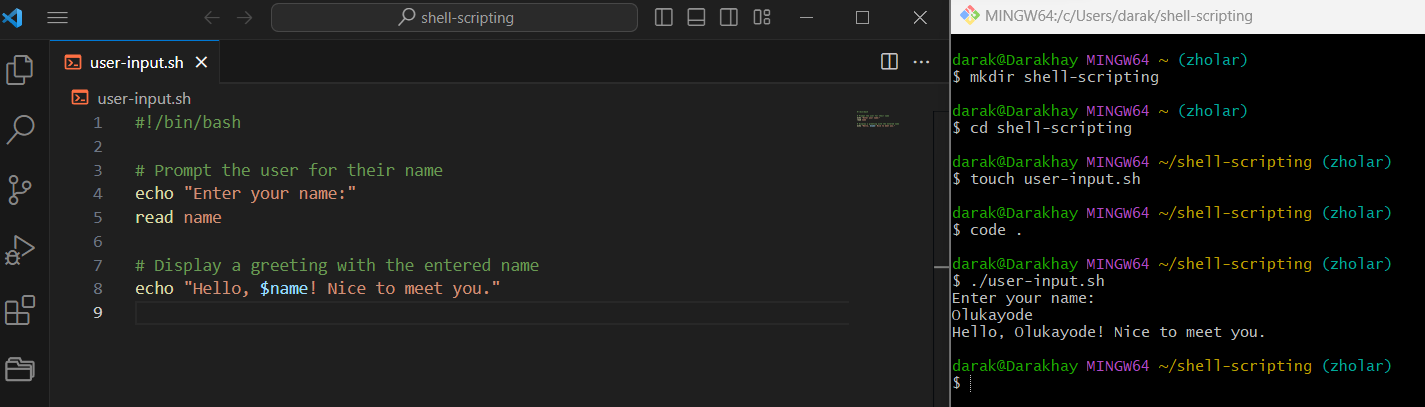 shell-scripting
user-input.sh
user-input.sh
1 #!/bin/bash
2
3 # Prompt the user for their name
4 echo "Enter your name:"
5 read name
6
7 # Display a greeting with the entered name
8 echo "Hello, $name! Nice to meet you."
9
MINGW64:/c/Users/darak/shell-scripting
darak@Darakhay MINGW64 ~ (zholar)
$ mkdir shell-scripting
darak@Darakhay MINGW64 ~ (zholar)
$ cd shell-scripting
darak@Darakhay MINGW64 ~/shell-scripting (zholar)
$ touch user-input.sh
darak@Darakhay MINGW64 ~/shell-scripting (zholar)
$ code .
darak@Darakhay MINGW64 ~/shell-scripting (zholar)
$ ./user-input.sh
Enter your name:
Olukayode
Hello, Olukayode! Nice to meet you.
darak@Darakhay MINGW64 ~/shell-scripting (zholar)
$